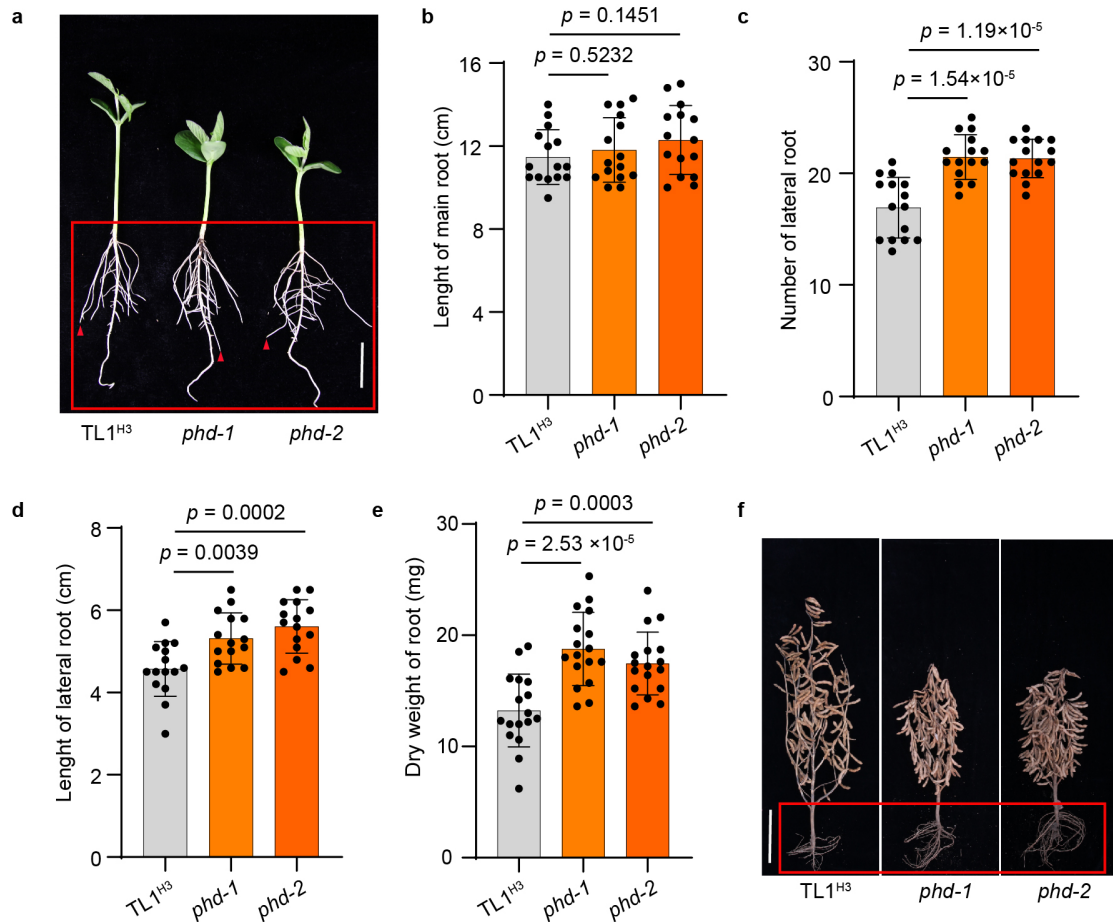 a
TL1ᴴ³
phd-1
phd-2
b
p = 0.1451
p = 0.5232
Lenght of main root (cm)
16
12
8
4
0
TL1ᴴ³
phd-1
phd-2
c
p = 1.19×10⁻⁵
p = 1.54×10⁻⁵
Number of lateral root
30
20
10
0
TL1ᴴ³
phd-1
phd-2
d
p = 0.0002
p = 0.0039
Lenght of lateral root (cm)
8
6
4
2
0
TL1ᴴ³
phd-1
phd-2
e
p = 0.0003
p = 2.53 ×10⁻⁵
Dry weight of root (mg)
30
20
10
0
TL1ᴴ³
phd-1
phd-2
f
TL1ᴴ³
phd-1
phd-2